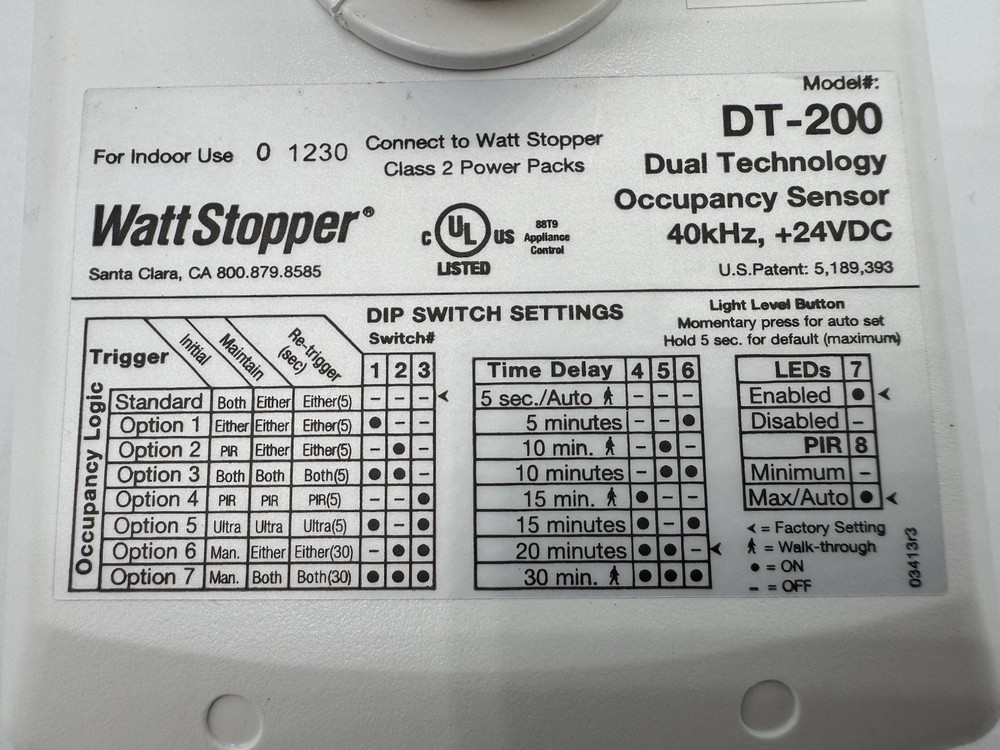 Model#:
DT-200
Dual Technology
Occupancy Sensor
40kHz, +24VDC
U.S.Patent: 5,189,393
For Indoor Use 0 1230
Connect to Watt Stopper
Class 2 Power Packs
WattStopper®
Santa Clara, CA 800.879.8585
C UL US
LISTED
88T9
Appliance
Control
DIP SWITCH SETTINGS
Light Level Button
Momentary press for auto set
Hold 5 sec. for default (maximum)
Occupancy Logic
Switch#
Trigger Initial Maintain Re-trigger (sec) 1 2 3
Standard Both Either Either(5) – – – <
Option 1 Either Either Either(5) ● – –
Option 2 PIR Either Either(5) – ● –
Option 3 Both Both Both(5) ● ● –
Option 4 PIR PIR PIR(5) – – ●
Option 5 Ultra Ultra Ultra(5) ● – ●
Option 6 Man. Either Either(30) – ● ●
Option 7 Man. Both Both(30) ● ● ●
Time Delay 4 5 6
5 sec./Auto – – –
5 minutes – – ●
10 min. – ● –
10 minutes – ● ●
15 min. ● – –
15 minutes ● – ●
20 minutes ● ● – <
30 min. ● ● ●
LEDs 7
Enabled ● <
Disabled –
PIR 8
Minimum –
Max/Auto ● <
< = Factory Setting
= Walk-through
● = ON
– = OFF
03413r3